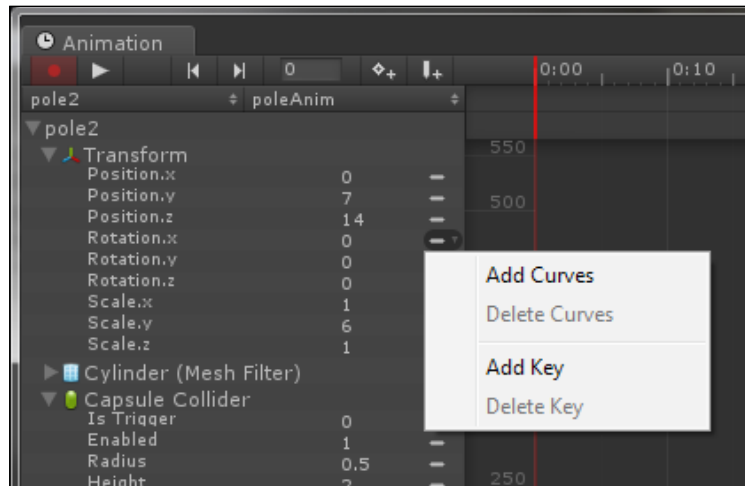 Animation
0
0:00 0:10
pole2 poleAnim
pole2
550
Transform
Position.x 0
Position.y 7
500
Position.z 14
Rotation.x 0
Rotation.y 0
Rotation.z 0
Scale.x 1
Scale.y 6
Scale.z 1
Add Curves
Delete Curves
Add Key
Delete Key
Cylinder (Mesh Filter)
Capsule Collider
Is Trigger 0
Enabled 1
Radius 0.5
Height
250